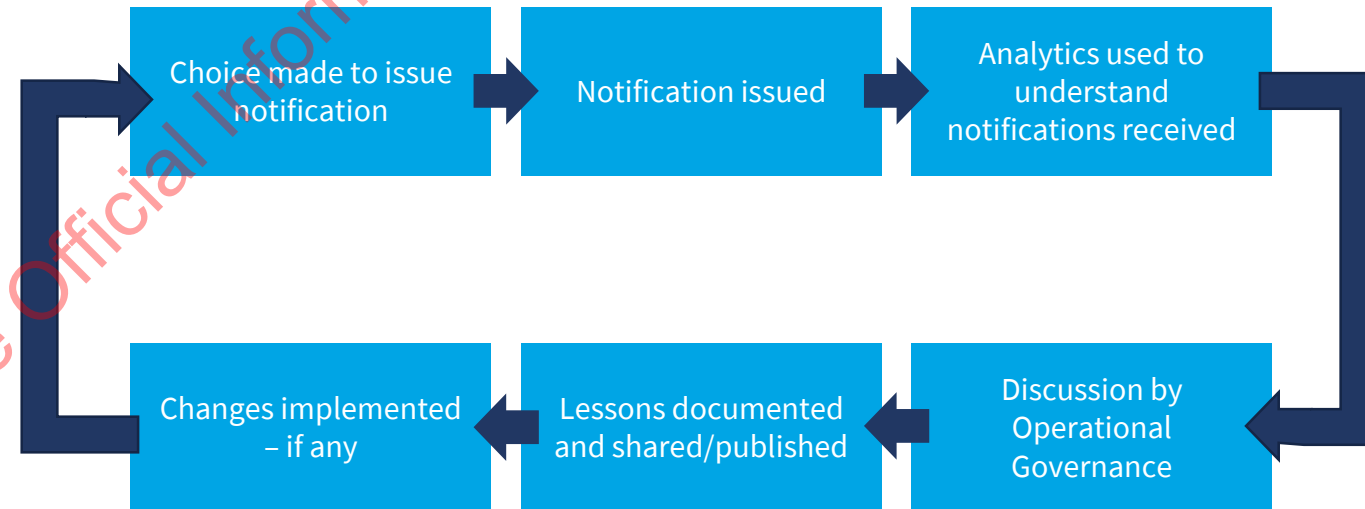 Choice made to issue
notification
Notification issued
Analytics used to
understand
notifications received
Changes implemented
– if any
Lessons documented
and shared/published
Discussion by
Operational
Governance
Official Inform